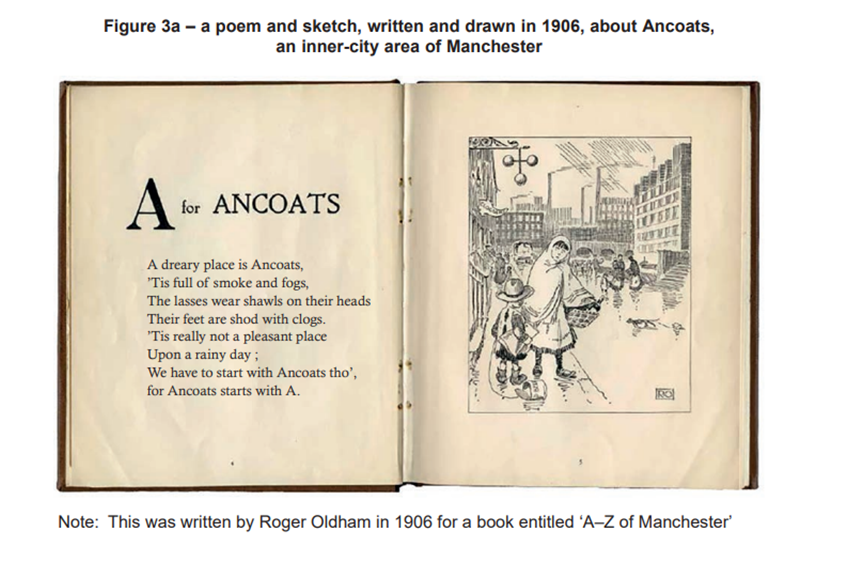 Figure 3a – a poem and sketch, written and drawn in 1906, about Ancoats,
an inner-city area of Manchester
A for ANCOATS
A dreary place is Ancoats,
'Tis full of smoke and fogs,
The lasses wear shawls on their heads
Their feet are shod with clogs.
'Tis really not a pleasant place
Upon a rainy day ;
We have to start with Ancoats tho',
for Ancoats starts with A.
4
5
Note: This was written by Roger Oldham in 1906 for a book entitled ‘A–Z of Manchester’